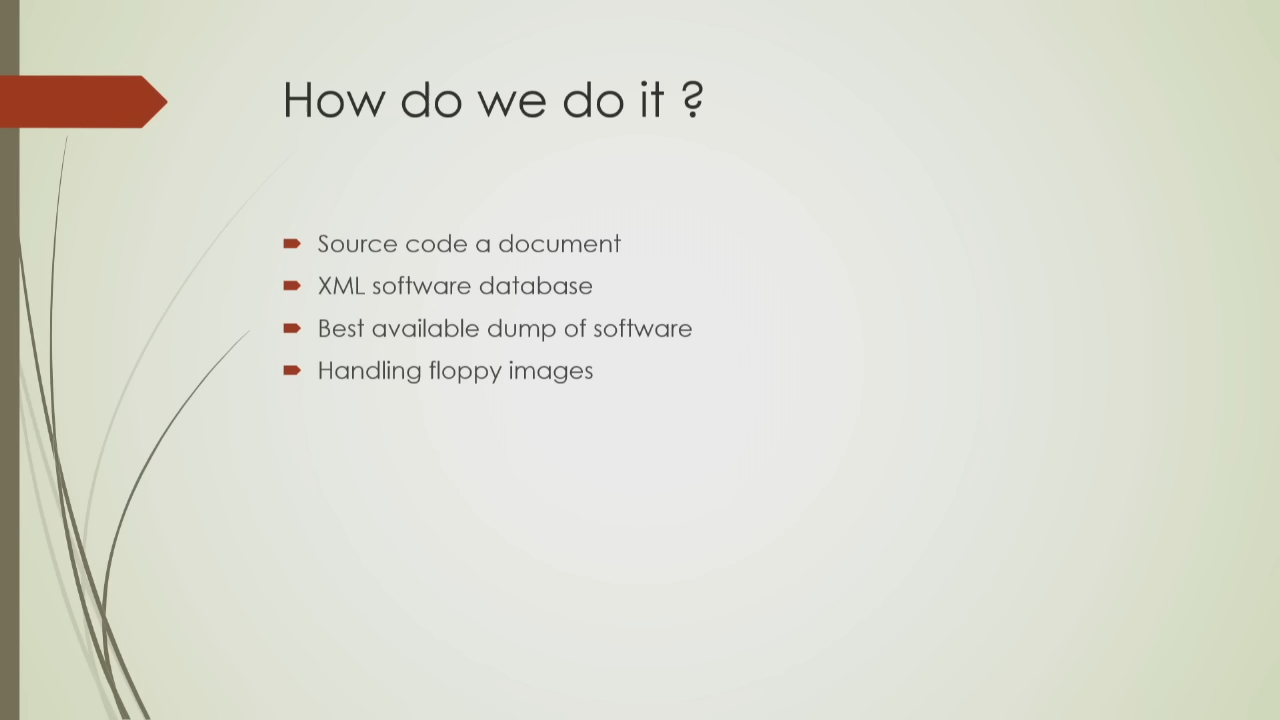 How do we do it ?
Source code a document
XML software database
Best available dump of software
Handling floppy images